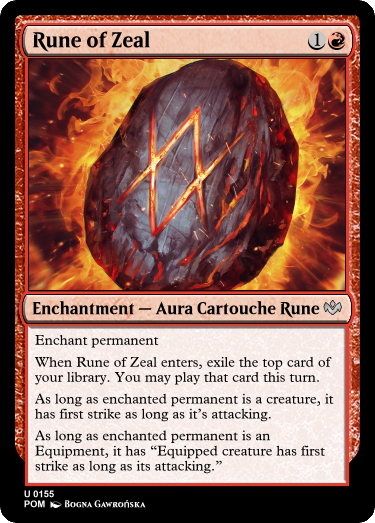 Rune of Zeal 1
Enchantment — Aura Cartouche Rune
Enchant permanent
When Rune of Zeal enters, exile the top card of
your library. You may play that card this turn.
As long as enchanted permanent is a creature, it
has first strike as long as it’s attacking.
As long as enchanted permanent is an
Equipment, it has “Equipped creature has first
strike as long as its attacking.”
U 0155
POM Bogna Gawrońska